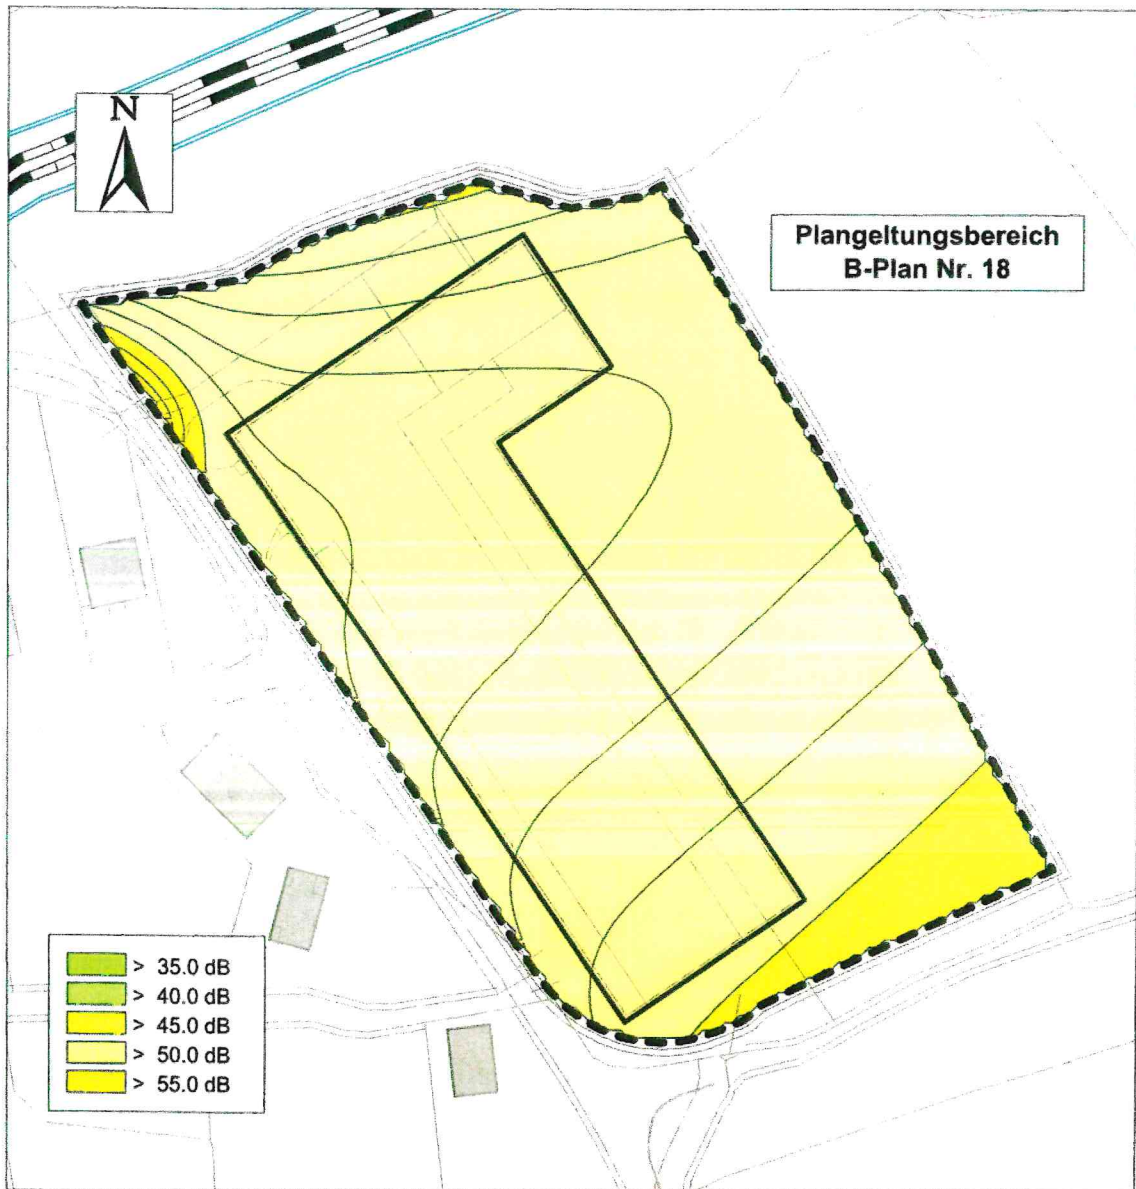 N
Plangeltungsbereich
B-Plan Nr. 18
> 35.0 dB
> 40.0 dB
> 45.0 dB
> 50.0 dB
> 55.0 dB